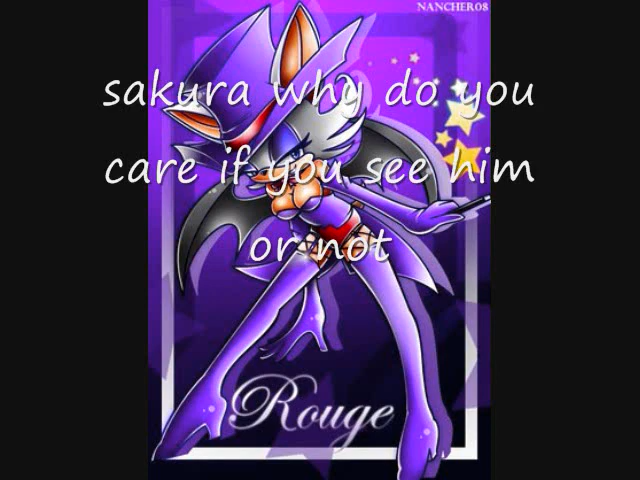 NANCHER08
sakura why do you
care if you see him
or not
Rouge